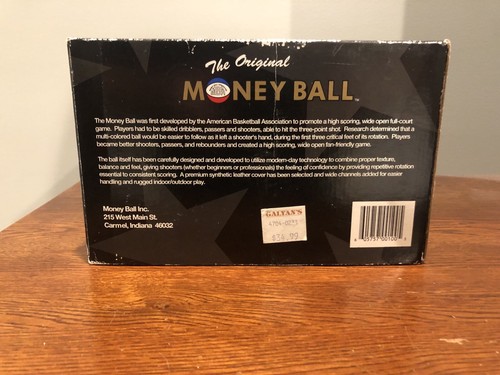 The Original
MONEY BALL™
The Money Ball was first developed by the American Basketball Association to promote a high scoring, wide open full-court
game. Players had to be skilled dribblers, passers and shooters, able to hit the three-point shot. Research determined that a
multi-colored ball would be easier to follow as it left a shooter's hand, during the first three critical feet of its rotation. Players
became better shooters, passers, and rebounders and created a high scoring, wide open fan-friendly game.
The ball itself has been carefully designed and developed to utilize modern-day technology to combine proper texture,
balance and feel, giving shooters (whether beginners or professionals) the feeling of confidence by providing repetitive rotation
essential to consistent scoring. A premium synthetic leather cover has been selected and wide channels added for easier
handling and rugged indoor/outdoor play.
Money Ball Inc.
215 West Main St.
Carmel, Indiana 46032
GALYAN'S
$34.99